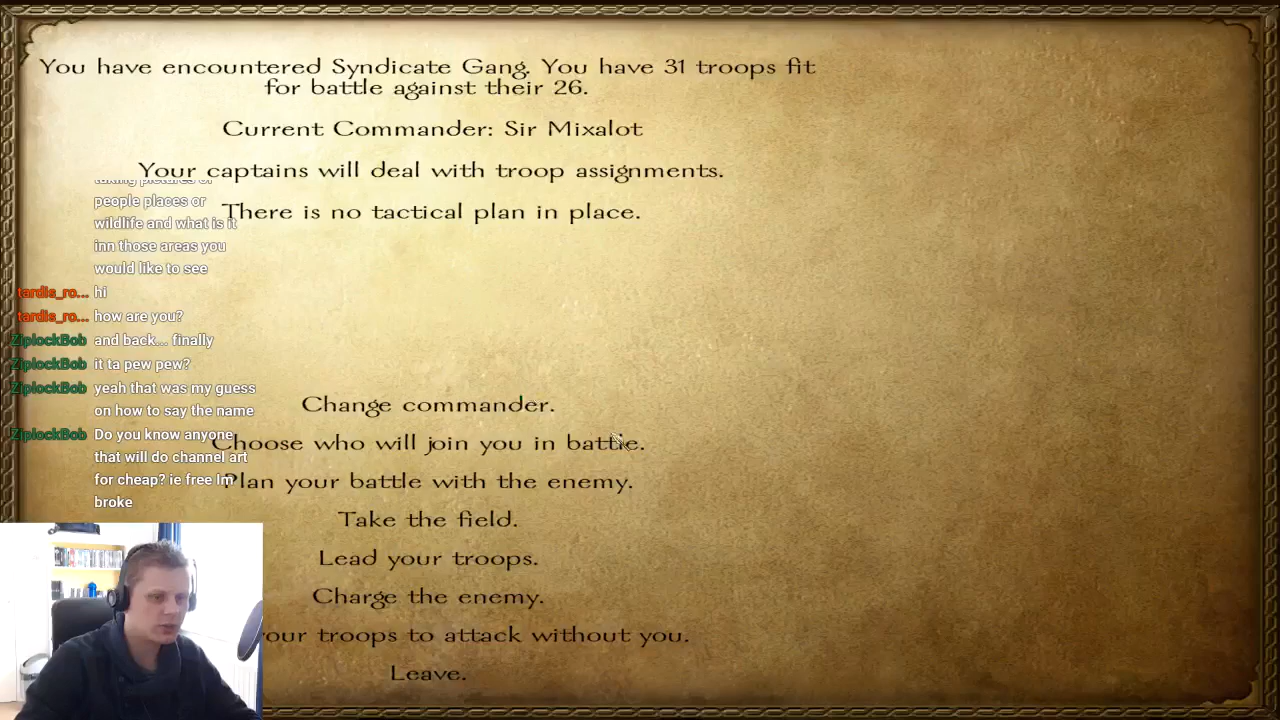 You have encountered Syndicate Gang. You have 31 troops fit
for battle against their 26.
Current Commander: Sir Mixalot
Your captains will deal with troop assignments.
There is no tactical plan in place.
taking pictures of
people places or
wildlife and what is it
inn those areas you
would like to see
tardis_ro... hi
tardis_ro... how are you?
ZiplockBob and back... finally
ZiplockBob it ta pew pew?
ZiplockBob yeah that was my guess
on how to say the name
ZiplockBob Do you know anyone
that will do channel art
for cheap? ie free Im
broke
Change commander.
Choose who will join you in battle.
Plan your battle with the enemy.
Take the field.
Lead your troops.
Charge the enemy.
your troops to attack without you.
Leave.